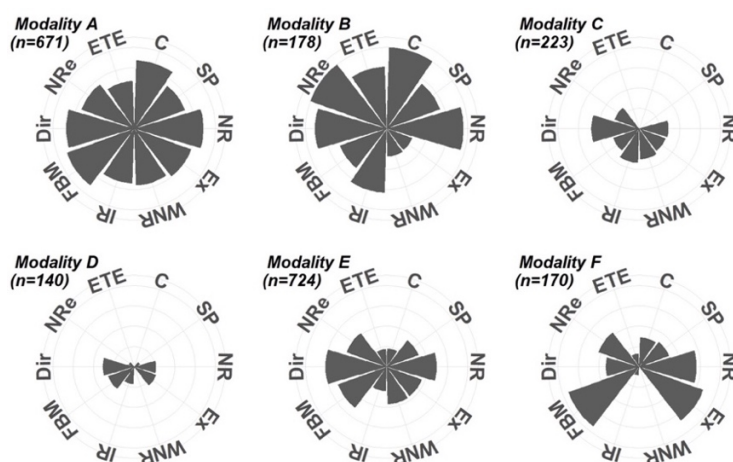 Modality A
(n=671)
ETE
C
SP
NR
Ex
WNR
IR
FBM
Dir
NRe
Modality B
(n=178)
ETE
C
SP
NR
Ex
WNR
IR
FBM
Dir
NRe
Modality C
(n=223)
ETE
C
SP
NR
Ex
WNR
IR
FBM
Dir
NRe
Modality D
(n=140)
ETE
C
SP
NR
Ex
WNR
IR
FBM
Dir
NRe
Modality E
(n=724)
ETE
C
SP
NR
Ex
WNR
IR
FBM
Dir
NRe
Modality F
(n=170)
ETE
C
SP
NR
Ex
WNR
IR
FBM
Dir
NRe